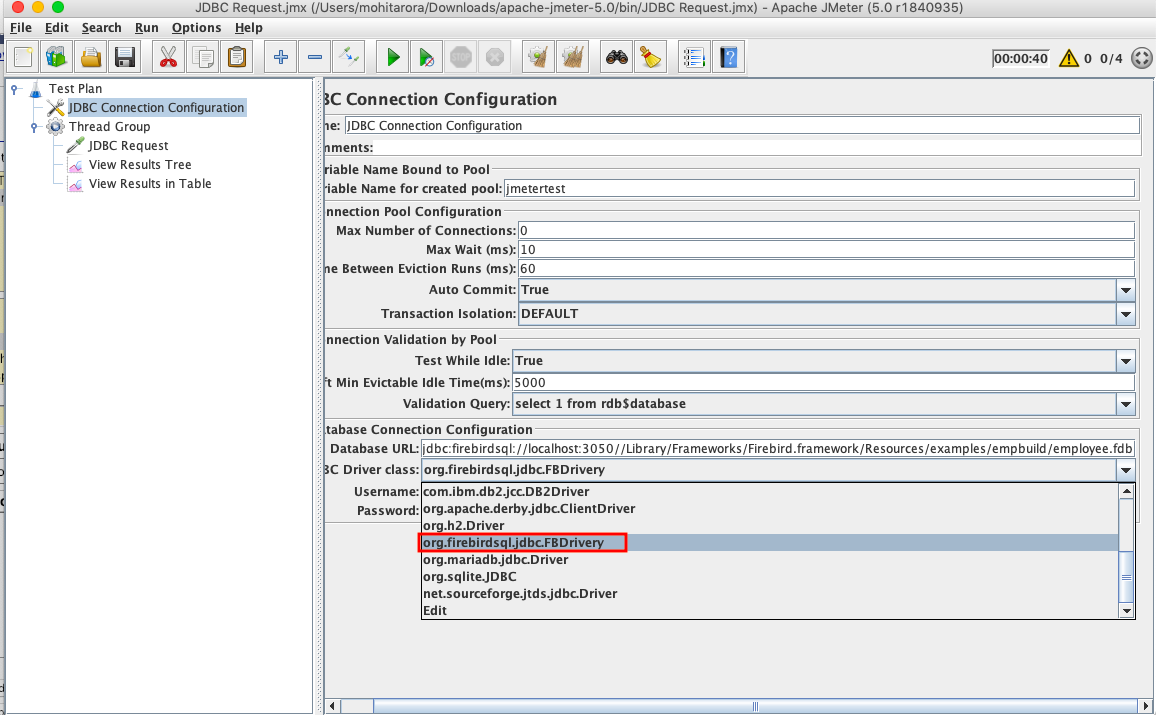 JDBC Request.jmx (/Users/mohitarora/Downloads/apache-jmeter-5.0/bin/JDBC Request.jmx) - Apache JMeter (5.0 r1840935)
File Edit Search Run Options Help
00:00:40 0 0/4
Test Plan
JDBC Connection Configuration
Thread Group
JDBC Request
View Results Tree
View Results in Table
BC Connection Configuration
me: JDBC Connection Configuration
mments:
riable Name Bound to Pool
riable Name for created pool: jmetertest
nnection Pool Configuration
Max Number of Connections: 0
Max Wait (ms): 10
me Between Eviction Runs (ms): 60
Auto Commit: True
Transaction Isolation: DEFAULT
nnection Validation by Pool
Test While Idle: True
ft Min Evictable Idle Time(ms): 5000
Validation Query: select 1 from rdb$database
tabase Connection Configuration
Database URL: jdbc:firebirdsql://localhost:3050//Library/Frameworks/Firebird.framework/Resources/examples/empbuild/employee.fdb
BC Driver class: org.firebirdsql.jdbc.FBDrivery
Username:
Password:
com.ibm.db2.jcc.DB2Driver
org.apache.derby.jdbc.ClientDriver
org.h2.Driver
org.firebirdsql.jdbc.FBDrivery
org.mariadb.jdbc.Driver
org.sqlite.JDBC
net.sourceforge.jtds.jdbc.Driver
Edit